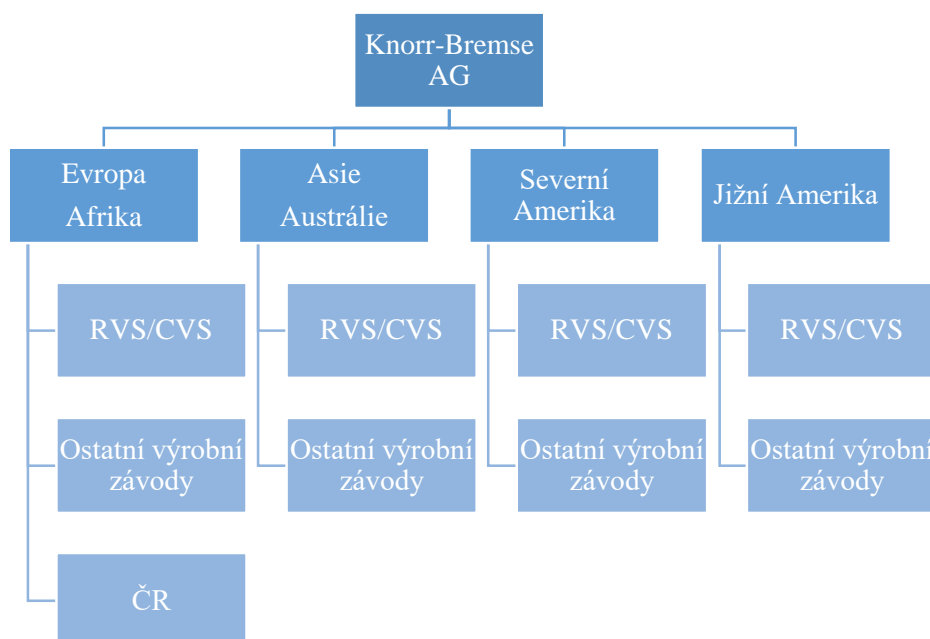 Knorr-Bremse
AG
Evropa
Afrika
Asie
Austrálie
Severní
Amerika
Jižní Amerika
RVS/CVS
RVS/CVS
RVS/CVS
RVS/CVS
Ostatní výrobní
závody
Ostatní výrobní
závody
Ostatní výrobní
závody
Ostatní výrobní
závody
ČR